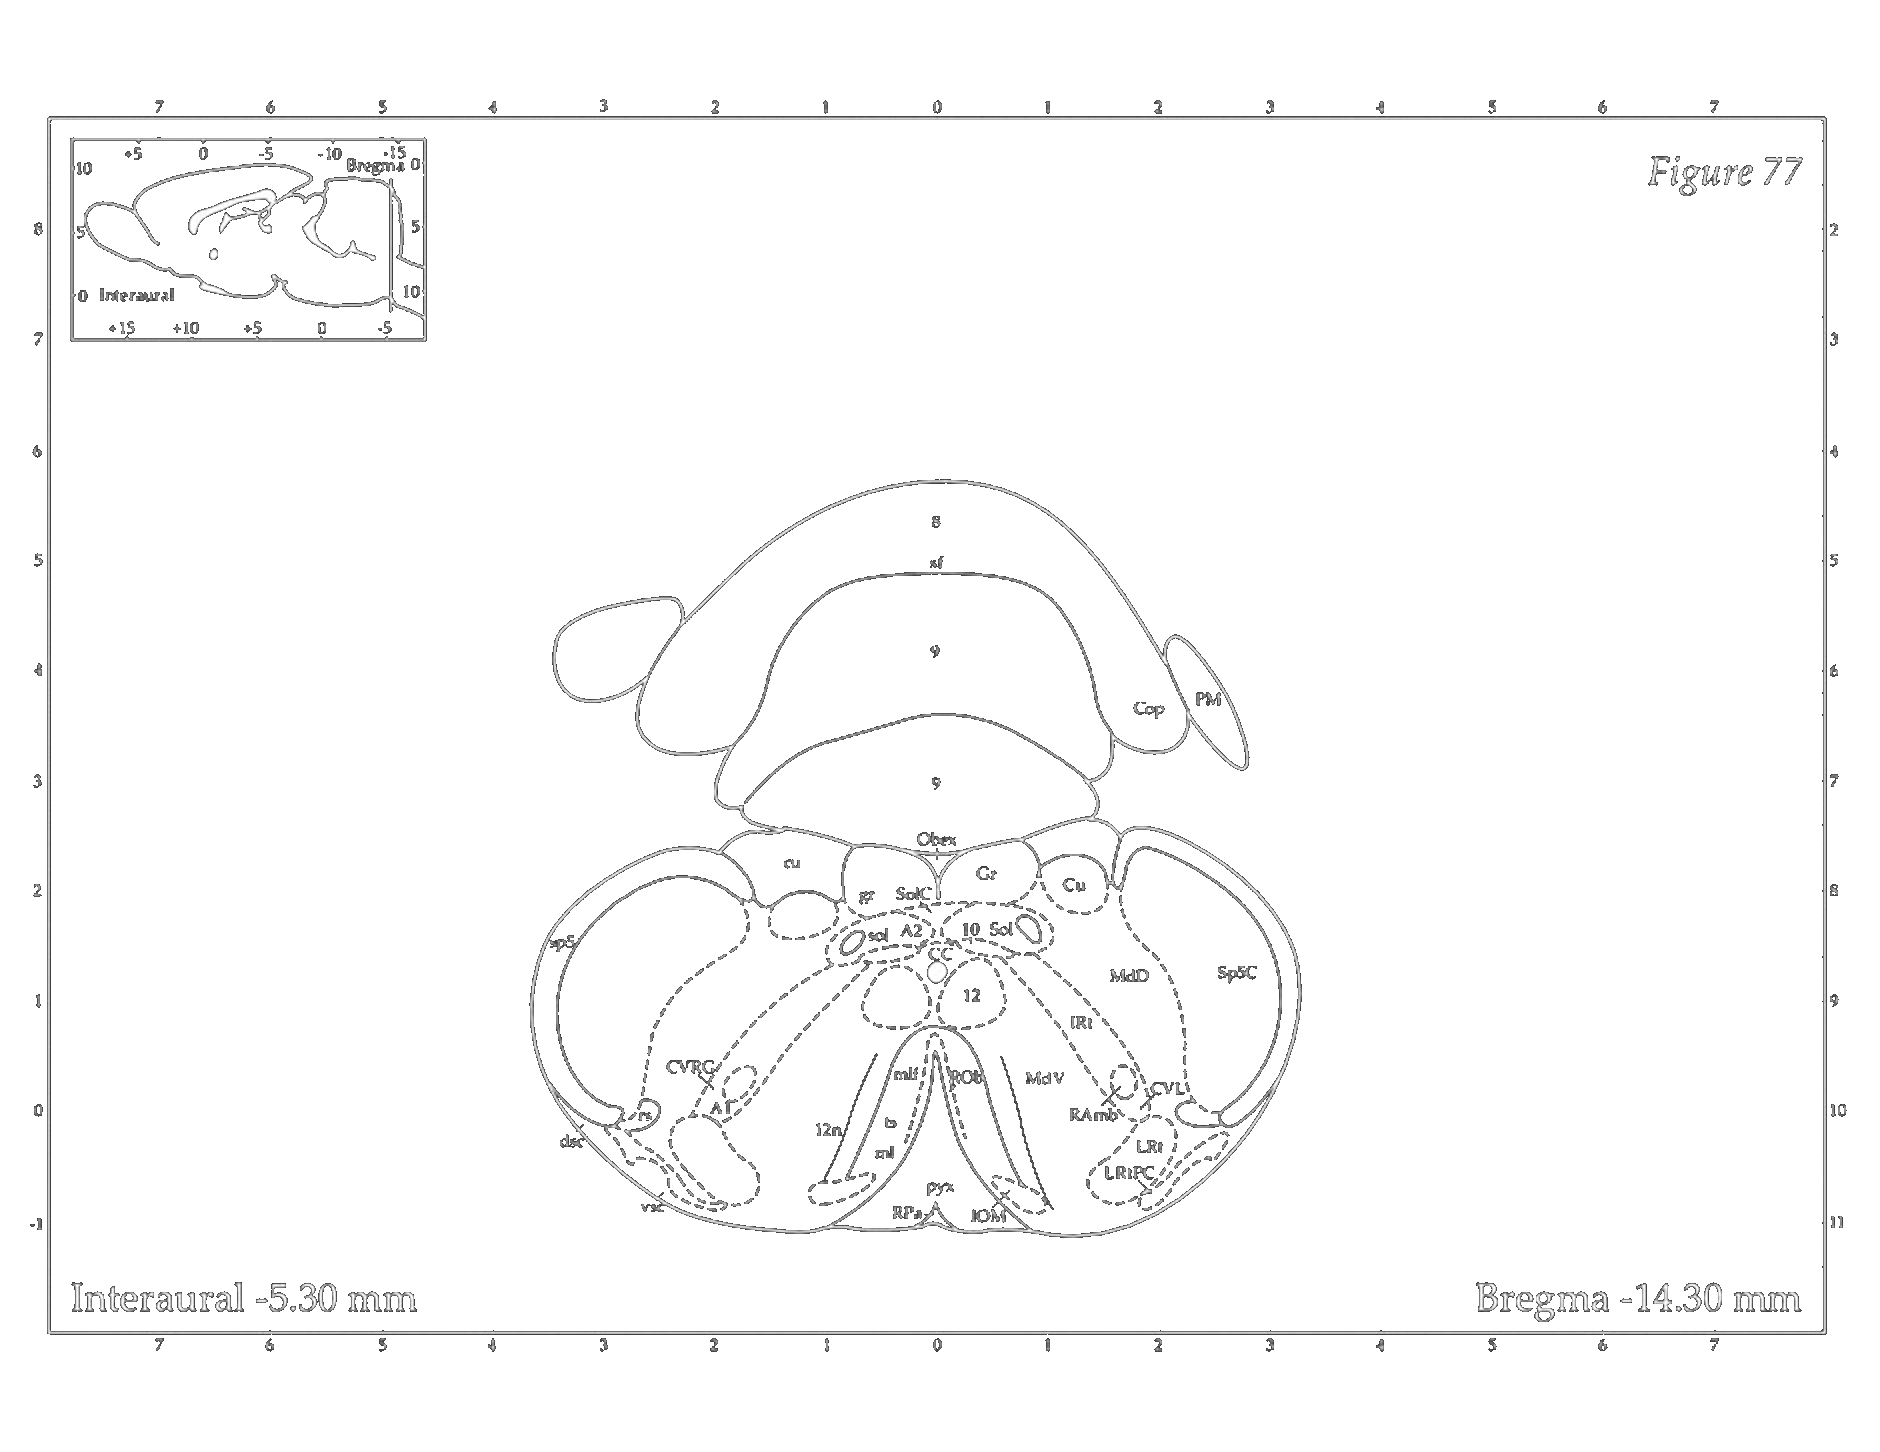 7 6 5 4 3 2 1 0 1 2 3 4 5 6 7
+5 0 -5 -10 -15
10 Bregma 0
Figure 77
5 5
0 Interaural 10
+15 +10 +5 0 -5
8 2
7 3
6 4
8
5 xf 5
9
4 6
PM
Cop
3 9 7
Obex
cu
Gr
Cu
2 gr SolC 8
sol A2 10 Sol
sp5
CC
MdD Sp5C
1 12 9
IRt
CVRG
mlf ROb MdV
CVL
0 rs A1 RAmb 10
12n ts
dsc
ml LRt
LRtPC
pyx
vsc RPa IOM
-1 11
Interaural -5.30 mm
Bregma -14.30 mm
7 6 5 4 3 2 1 0 1 2 3 4 5 6 7